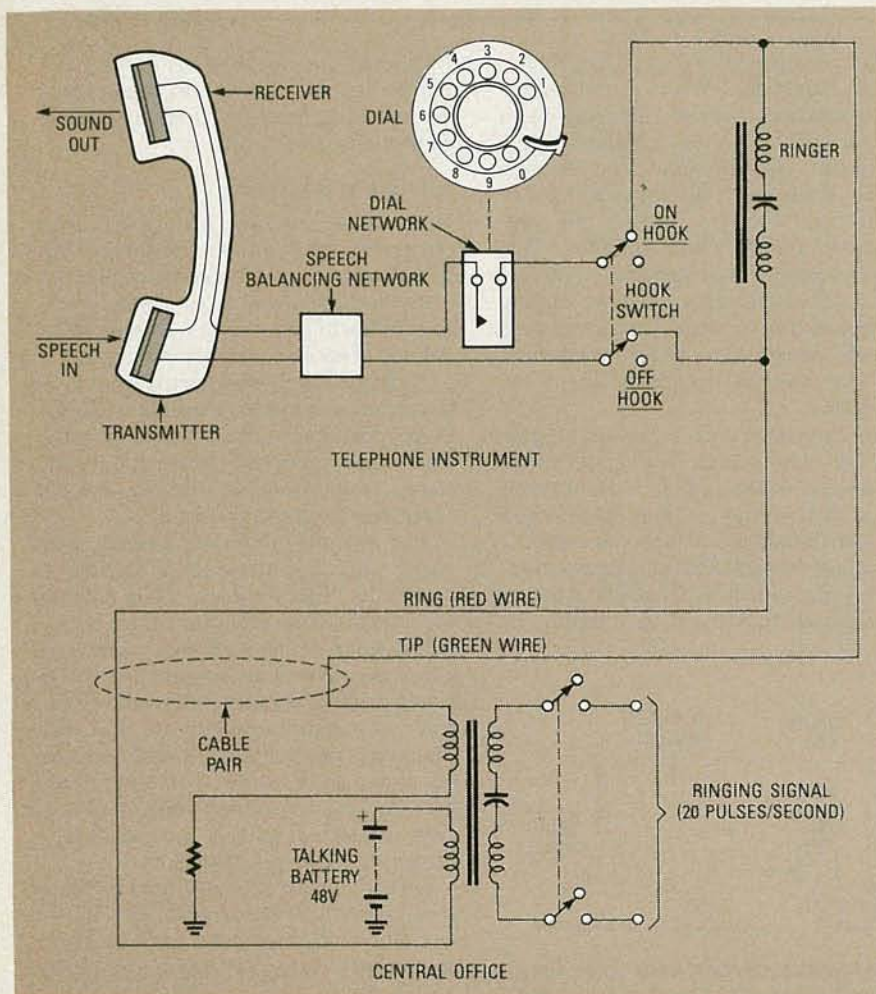 RECEIVER
SOUND
OUT
DIAL
1
2
3
4
5
6
7
8
9
0
RINGER
DIAL
NETWORK
ON
HOOK
SPEECH
BALANCING NETWORK
HOOK
SWITCH
SPEECH
IN
OFF
HOOK
TRANSMITTER
TELEPHONE INSTRUMENT
RING (RED WIRE)
TIP (GREEN WIRE)
CABLE
PAIR
RINGING SIGNAL
(20 PULSES/SECOND)
+
TALKING
BATTERY
48V
CENTRAL OFFICE